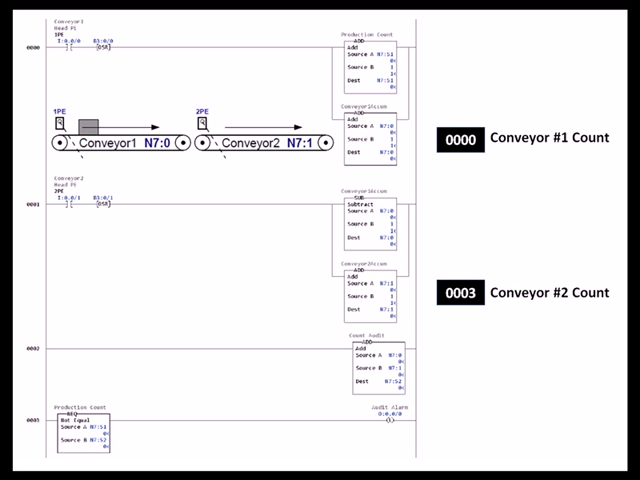 Conveyor1
Head PE
1PE
I:0.0/0 B3:0/0
0000 ] [ [OSR]
Production Count
ADD
Add
Source A N7:51
0<
Source B 1
1<
Dest N7:51
0<
Conveyor1Accum
ADD
Add
Source A N7:0
0<
Source B 1
1<
Dest N7:0
0<
1PE
2PE
Conveyor1 N7:0
Conveyor2 N7:1
0000 Conveyor #1 Count
Conveyor2
Head PE
2PE
I:0.0/1 B3:0/1
0001 ] [ [OSR]
Conveyor1Accum
SUB
Subtract
Source A N7:0
0<
Source B 1
1<
Dest N7:0
0<
Conveyor2Accum
ADD
Add
Source A N7:1
0<
Source B 1
1<
Dest N7:1
0<
0003 Conveyor #2 Count
0002
Count Audit
ADD
Add
Source A N7:0
0<
Source B N7:1
0<
Dest N7:52
0<
0003
Production Count
NEQ
Not Equal
Source A N7:51
0<
Source B N7:52
0<
Audit Alarm
O:0.0/0
(L)